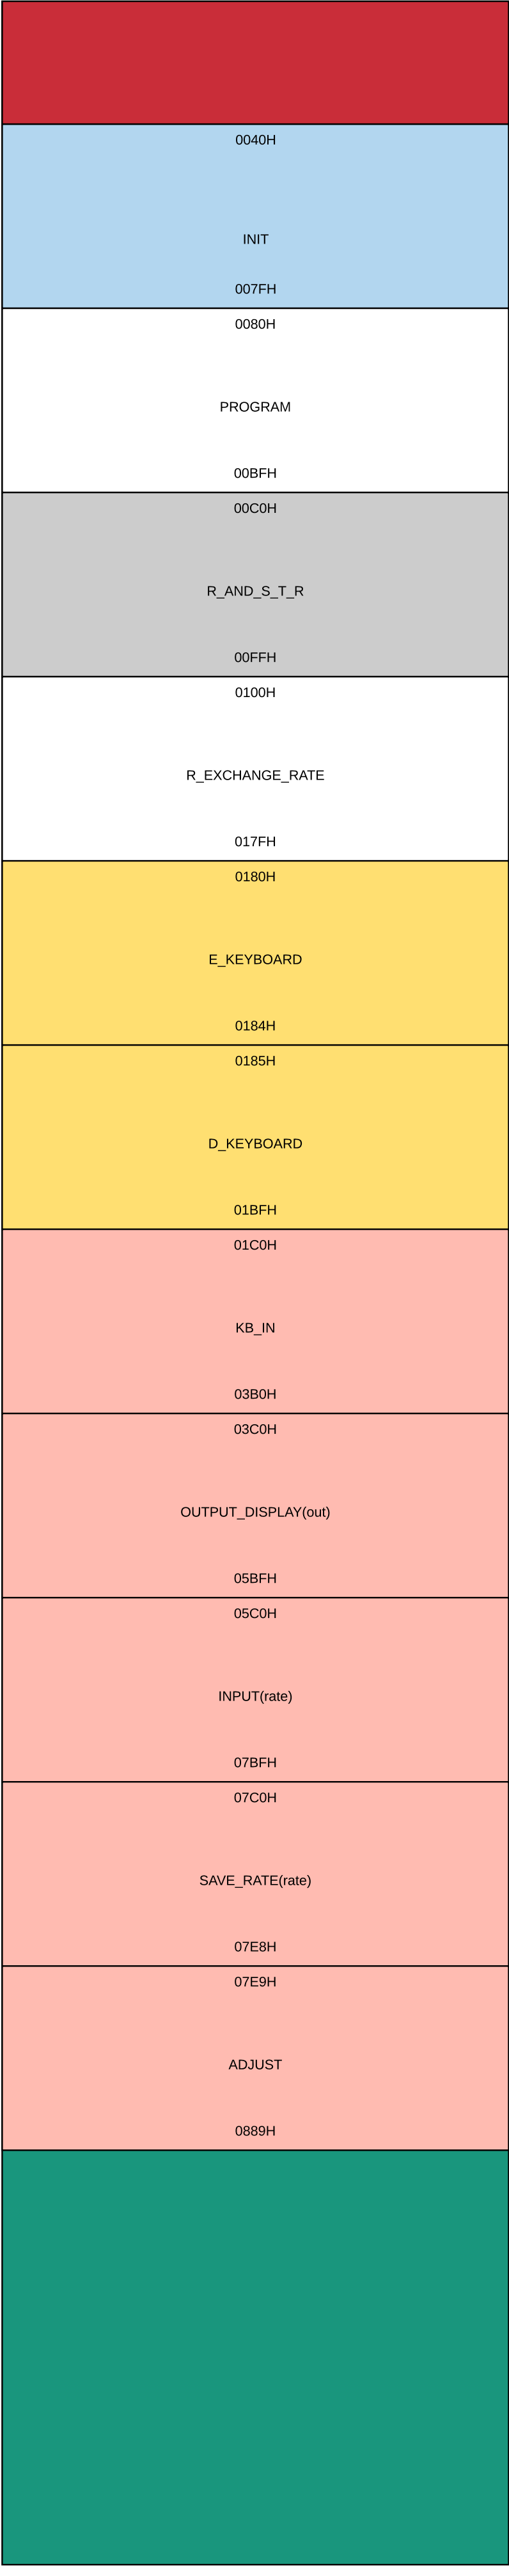 0040H
INIT
007FH
0080H
PROGRAM
00BFH
00C0H
R_AND_S_T_R
00FFH
0100H
R_EXCHANGE_RATE
017FH
0180H
E_KEYBOARD
0184H
0185H
D_KEYBOARD
01BFH
01C0H
KB_IN
03B0H
03C0H
OUTPUT_DISPLAY(out)
05BFH
05C0H
INPUT(rate)
07BFH
07C0H
SAVE_RATE(rate)
07E8H
07E9H
ADJUST
0889H